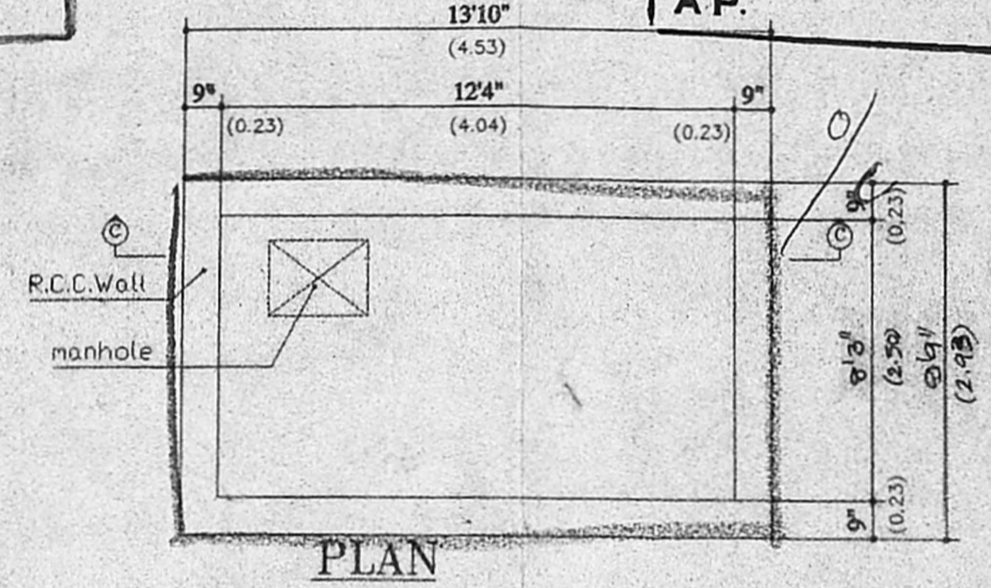 A.P.
13'10"
(4.53)
9" 12'4" 9"
(0.23) (4.04) (0.23)
O
9"
(0.23)
C
C
R.C.C.Wall
manhole
8'3"
(2.50)
8'9"
(2.93)
9"
(0.23)
PLAN